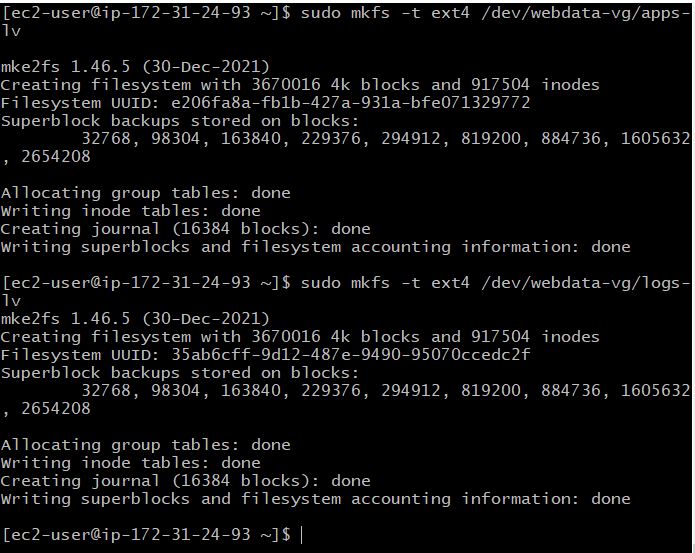 [ec2-user@ip-172-31-24-93 ~]$ sudo mkfs -t ext4 /dev/webdata-vg/apps-
lv
mke2fs 1.46.5 (30-Dec-2021)
Creating filesystem with 3670016 4k blocks and 917504 inodes
Filesystem UUID: e206fa8a-fb1b-427a-931a-bfe071329772
Superblock backups stored on blocks:
        32768, 98304, 163840, 229376, 294912, 819200, 884736, 1605632
, 2654208
Allocating group tables: done
Writing inode tables: done
Creating journal (16384 blocks): done
Writing superblocks and filesystem accounting information: done
[ec2-user@ip-172-31-24-93 ~]$ sudo mkfs -t ext4 /dev/webdata-vg/logs-
lv
mke2fs 1.46.5 (30-Dec-2021)
Creating filesystem with 3670016 4k blocks and 917504 inodes
Filesystem UUID: 35ab6cff-9d12-487e-9490-95070ccedc2f
Superblock backups stored on blocks:
        32768, 98304, 163840, 229376, 294912, 819200, 884736, 1605632
, 2654208
Allocating group tables: done
Writing inode tables: done
Creating journal (16384 blocks): done
Writing superblocks and filesystem accounting information: done
[ec2-user@ip-172-31-24-93 ~]$